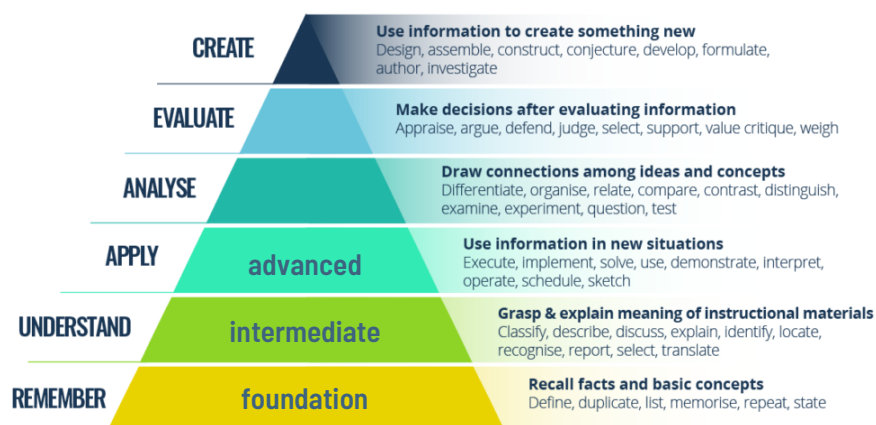 CREATE
Use information to create something new
Design, assemble, construct, conjecture, develop, formulate,
author, investigate
EVALUATE
Make decisions after evaluating information
Appraise, argue, defend, judge, select, support, value critique, weigh
ANALYSE
Draw connections among ideas and concepts
Differentiate, organise, relate, compare, contrast, distinguish,
examine, experiment, question, test
APPLY
advanced
Use information in new situations
Execute, implement, solve, use, demonstrate, interpret,
operate, schedule, sketch
UNDERSTAND
intermediate
Grasp & explain meaning of instructional materials
Classify, describe, discuss, explain, identify, locate,
recognise, report, select, translate
REMEMBER
foundation
Recall facts and basic concepts
Define, duplicate, list, memorise, repeat, state